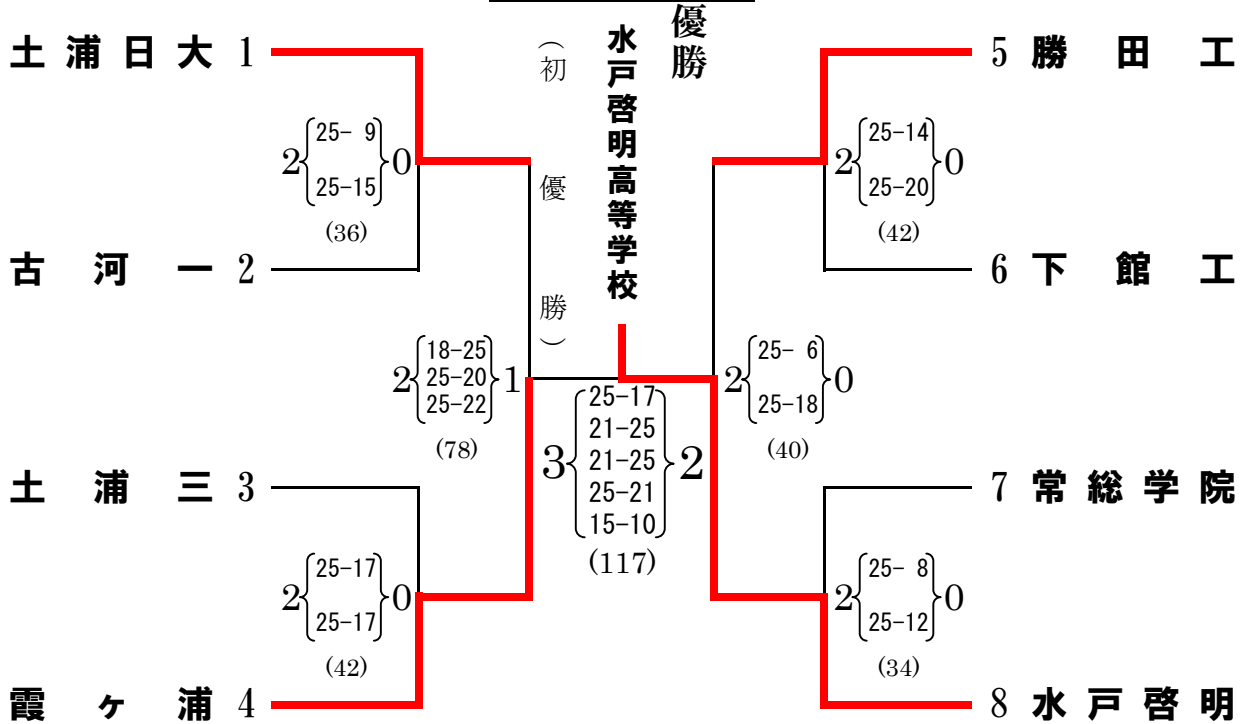 優勝
水戸啓明高等学校
（初優勝）
土浦日大 1
2 25- 9 0
25-15
(36)
古河一 2
2 18-25 1
25-20
25-22
(78)
土浦三 3
2 25-17 0
25-17
(42)
霞ヶ浦 4
3 25-17 2
21-25
21-25
25-21
15-10
(117)
5 勝田工
2 25-14 0
25-20
(42)
6 下館工
2 25- 6 0
25-18
(40)
7 常総学院
2 25- 8 0
25-12
(34)
8 水戸啓明